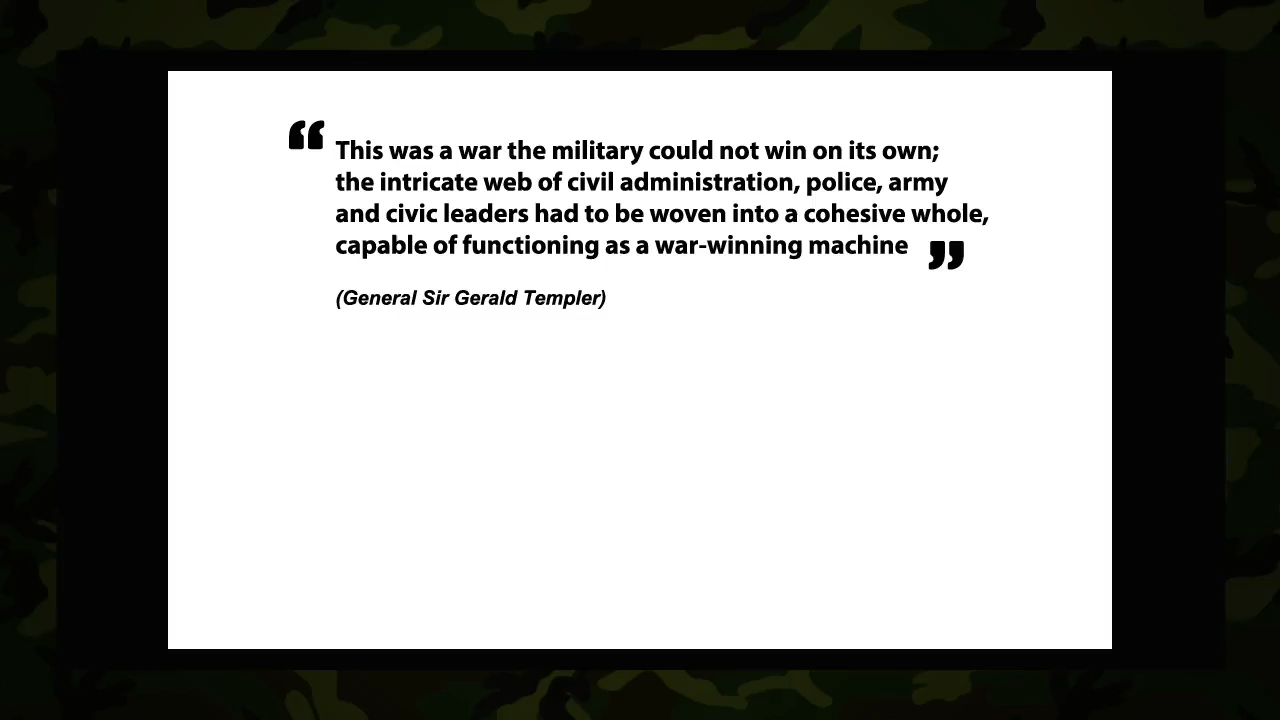 “This was a war the military could not win on its own;
the intricate web of civil administration, police, army
and civic leaders had to be woven into a cohesive whole,
capable of functioning as a war-winning machine”
(General Sir Gerald Templer)